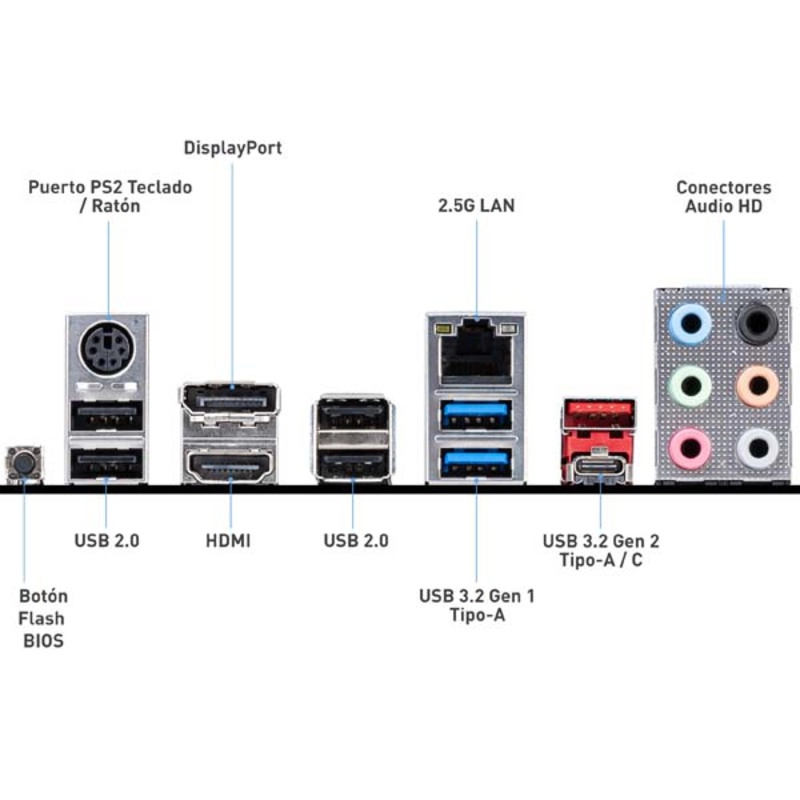 DisplayPort
Puerto PS2 Teclado
/ Ratón
2.5G LAN
Conectores
Audio HD
USB 2.0
HDMI
USB 2.0
USB 3.2 Gen 2
Tipo-A / C
USB 3.2 Gen 1
Tipo-A
Botón
Flash
BIOS